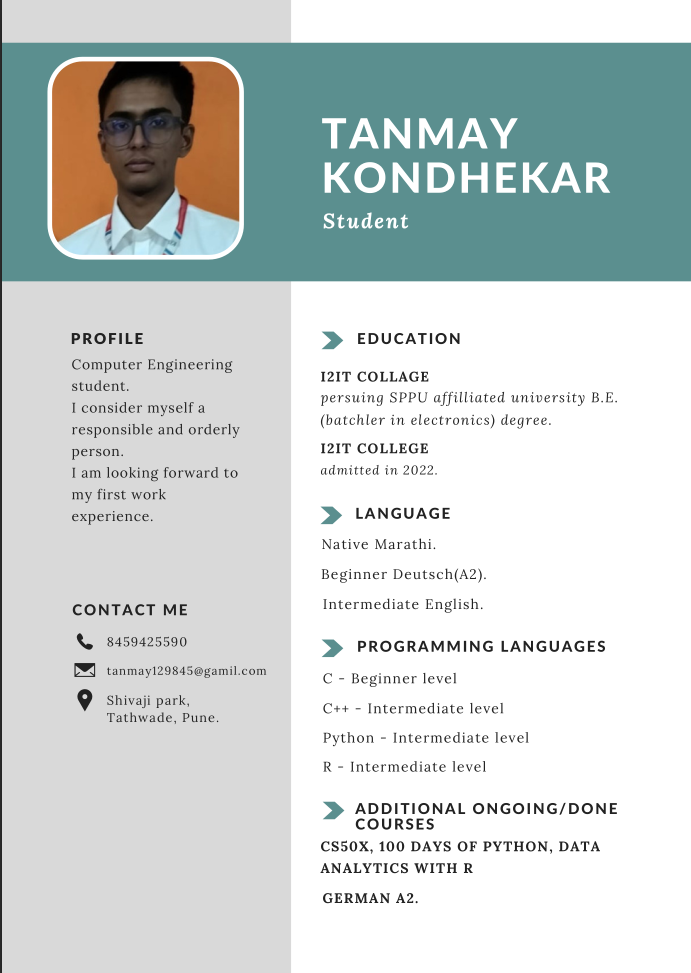 TANMAY
KONDHEKAR
Student
PROFILE
Computer Engineering
student.
I consider myself a
responsible and orderly
person.
I am looking forward to
my first work
experience.
CONTACT ME
8459425590
tanmay129845@gamil.com
Shivaji park,
Tathwade, Pune.
EDUCATION
I2IT COLLAGE
persuing SPPU affilliated university B.E.
(batchler in electronics) degree.
I2IT COLLEGE
admitted in 2022.
LANGUAGE
Native Marathi.
Beginner Deutsch(A2).
Intermediate English.
PROGRAMMING LANGUAGES
C - Beginner level
C++ - Intermediate level
Python - Intermediate level
R - Intermediate level
ADDITIONAL ONGOING/DONE
COURSES
CS50X, 100 DAYS OF PYTHON, DATA
ANALYTICS WITH R
GERMAN A2.